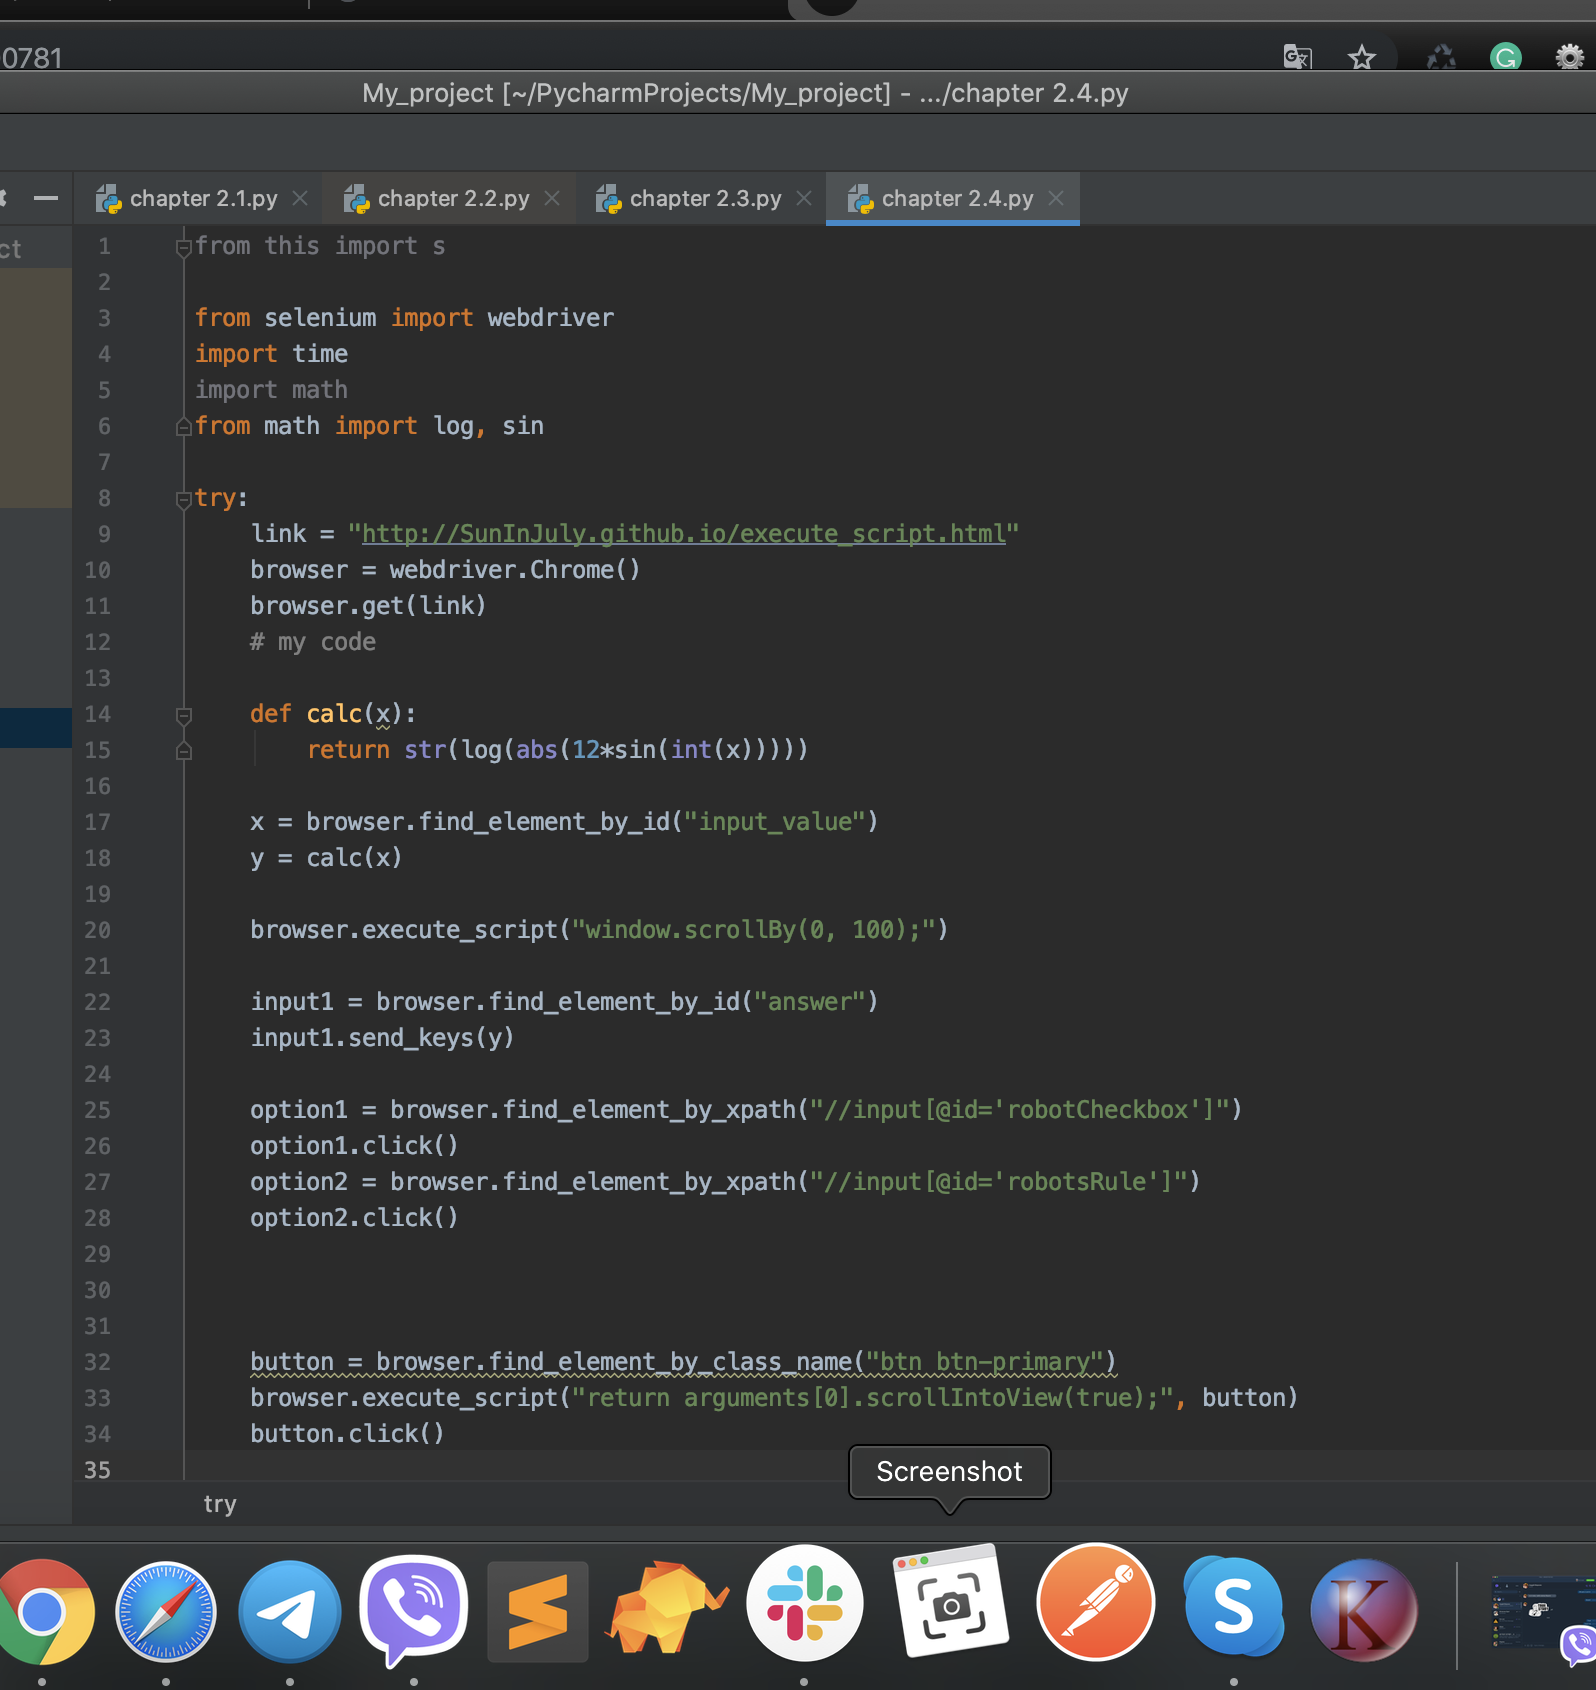 0781
My_project [~/PycharmProjects/My_project] - .../chapter 2.4.py
chapter 2.1.py
chapter 2.2.py
chapter 2.3.py
chapter 2.4.py
ct
1 from this import s
2
3 from selenium import webdriver
4 import time
5 import math
6 from math import log, sin
7
8 try:
9 link = "http://SunInJuly.github.io/execute_script.html"
10 browser = webdriver.Chrome()
11 browser.get(link)
12 # my code
13
14 def calc(x):
15 return str(log(abs(12*sin(int(x)))))
16
17 x = browser.find_element_by_id("input_value")
18 y = calc(x)
19
20 browser.execute_script("window.scrollBy(0, 100);")
21
22 input1 = browser.find_element_by_id("answer")
23 input1.send_keys(y)
24
25 option1 = browser.find_element_by_xpath("//input[@id='robotCheckbox']")
26 option1.click()
27 option2 = browser.find_element_by_xpath("//input[@id='robotsRule']")
28 option2.click()
29
30
31
32 button = browser.find_element_by_class_name("btn btn-primary")
33 browser.execute_script("return arguments[0].scrollIntoView(true);", button)
34 button.click()
35
Screenshot
try